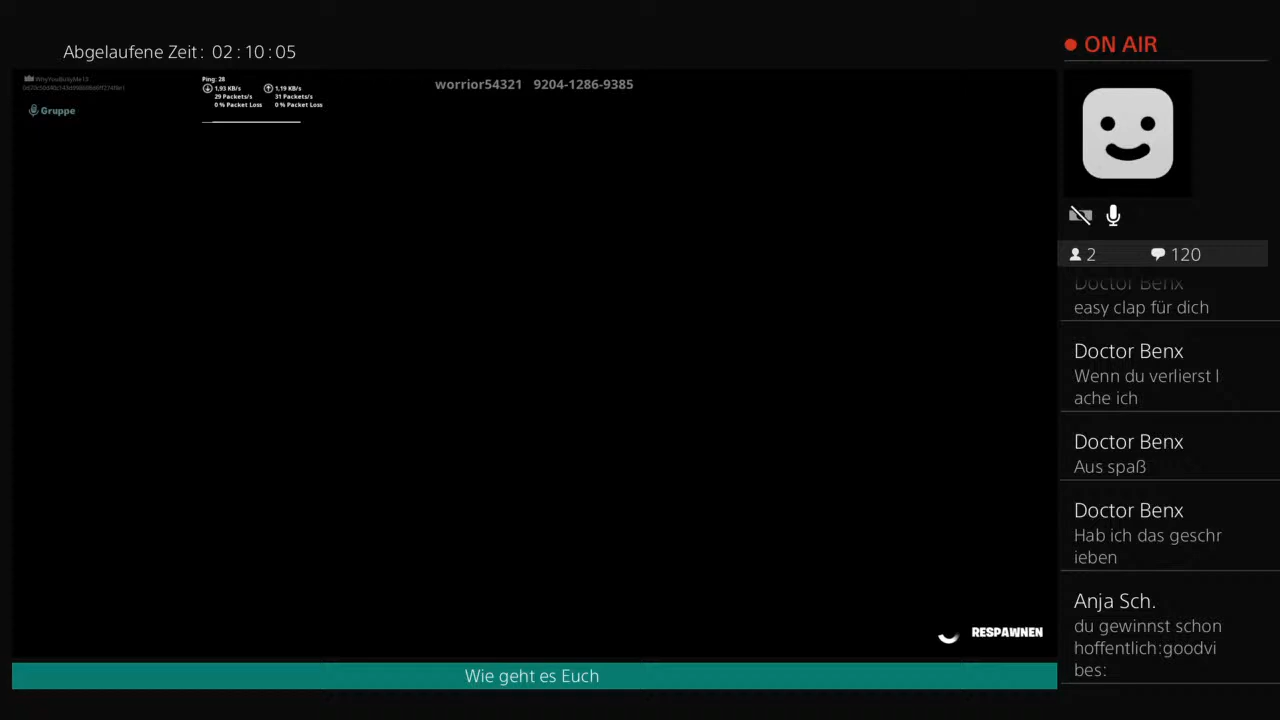 Abgelaufene Zeit: 02:10:05
ON AIR
WhyYouBullyMe13
Ping: 28
1.93 KB/s 1.19 KB/s
29 Packets/s 31 Packets/s
0 % Packet Loss 0 % Packet Loss
worrior54321 9204-1286-9385
Gruppe
2 120
Doctor Benx
easy clap für dich
Doctor Benx
Wenn du verlierst l
ache ich
Doctor Benx
Aus spaß
Doctor Benx
Hab ich das geschr
ieben
Anja Sch.
du gewinnst schon
hoffentlich:goodvi
bes:
RESPAWNEN
Wie geht es Euch